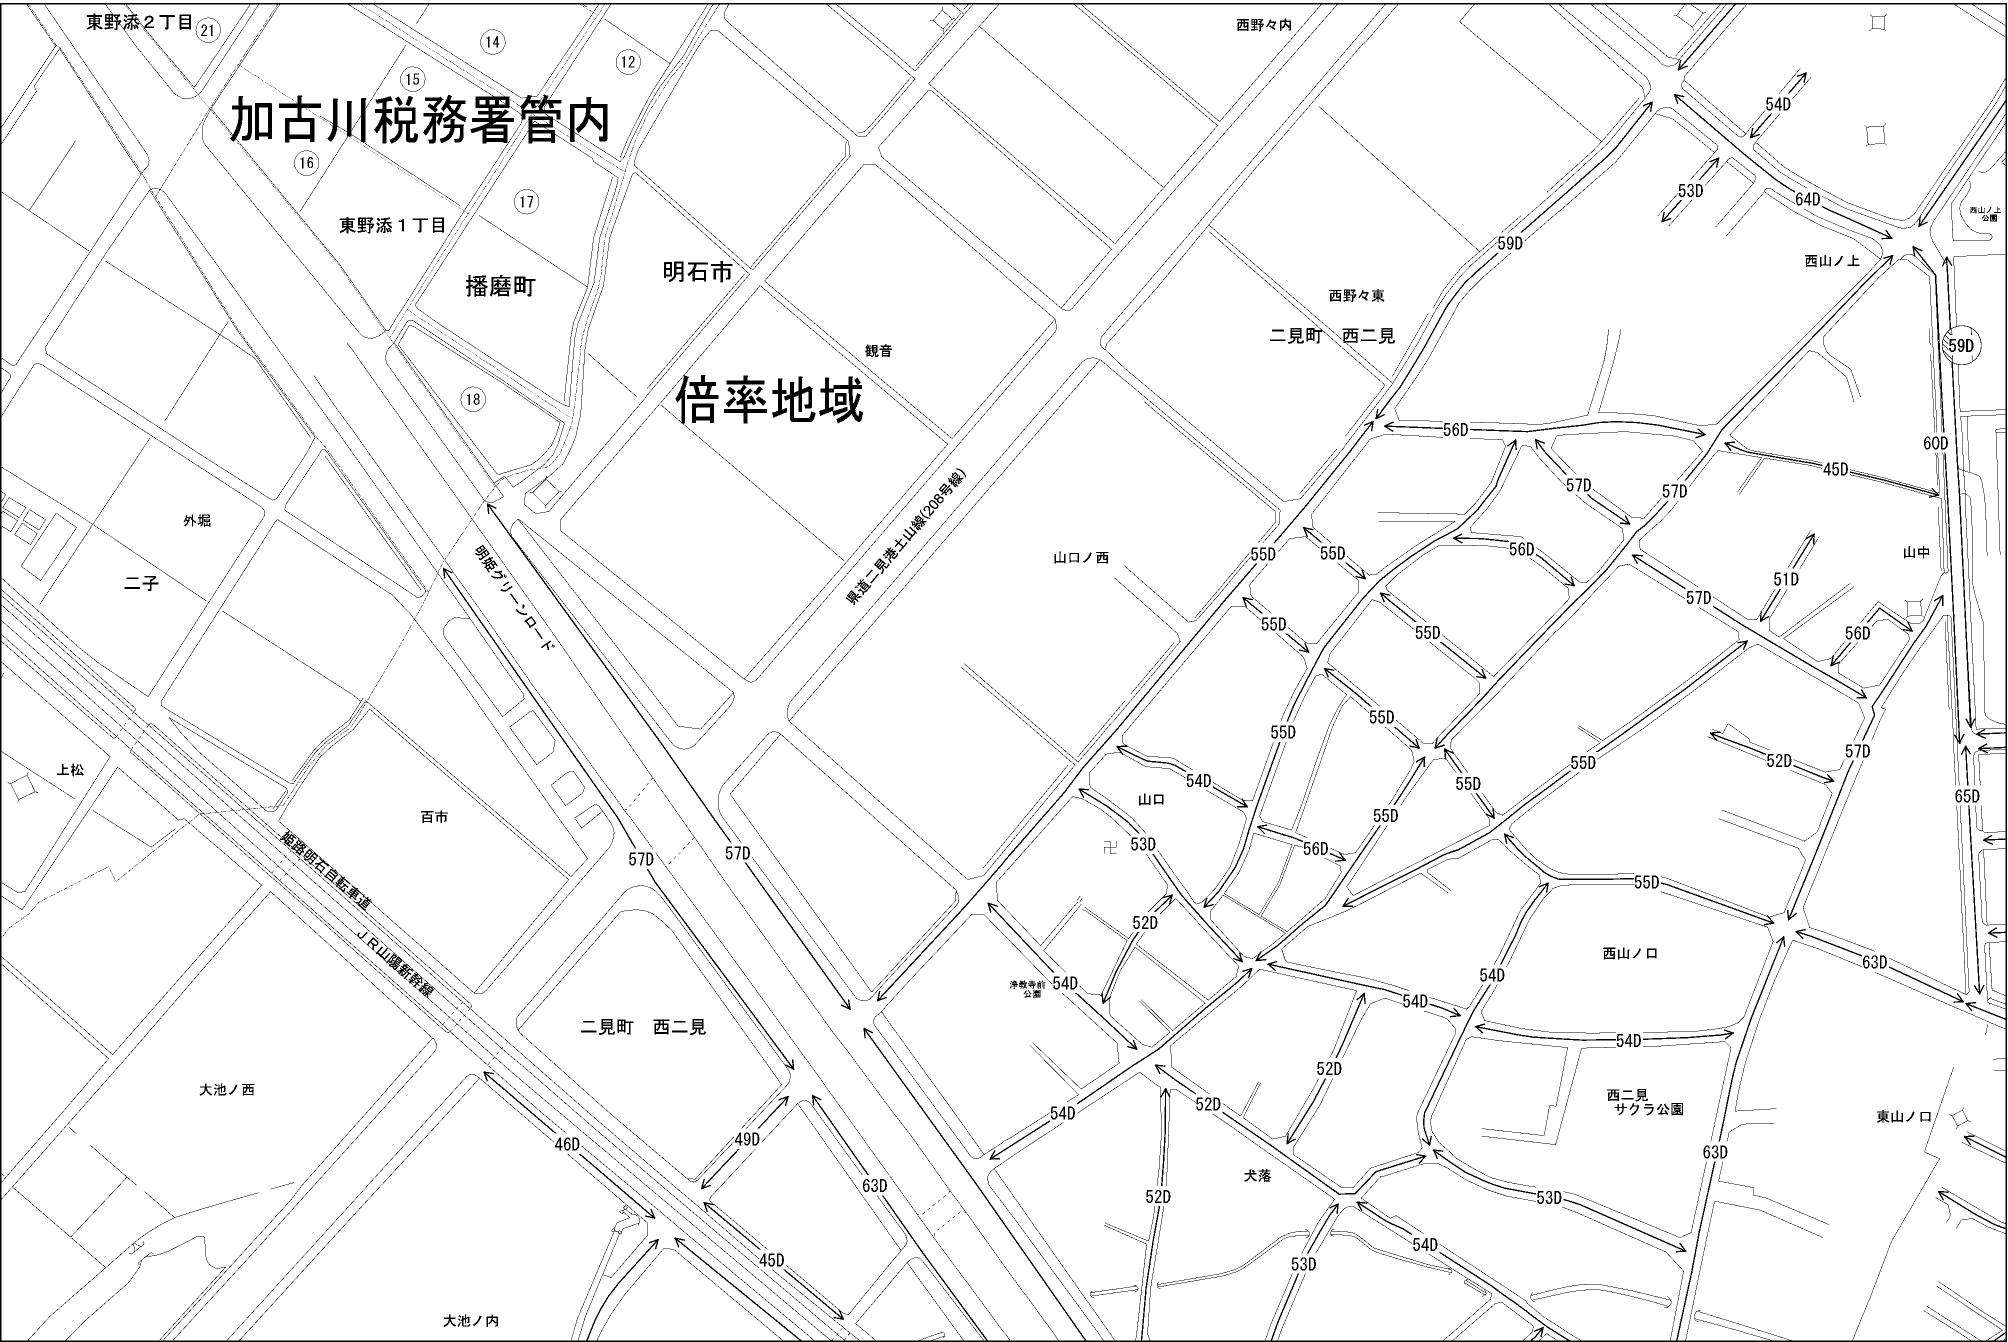 東野添２丁目
21
14
12
15
西野々内
54D
加古川税務署管内
16
17
53D
64D
西山ノ上
公園
東野添１丁目
59D
西山ノ上
播磨町
明石市
西野々東
二見町　西二見
59D
観音
18
倍率地域
56D
60D
45D
57D
57D
県道二見港土山線(208号線)
外堀
明姫グリーンロード
山口ノ西
55D
55D
56D
山中
二子
51D
57D
55D
55D
56D
55D
55D
57D
上松
54D
55D
52D
55D
65D
百市
山口
55D
53D
56D
57D
57D
姫路明石自転車道
55D
52D
西山ノ口
63D
ＪＲ山陽新幹線
浄教寺前
公園
54D
54D
54D
二見町　西二見
54D
大池ノ西
52D
西二見
サクラ公園
52D
54D
東山ノ口
46D
49D
63D
犬落
63D
52D
53D
45D
53D
54D
大池ノ内